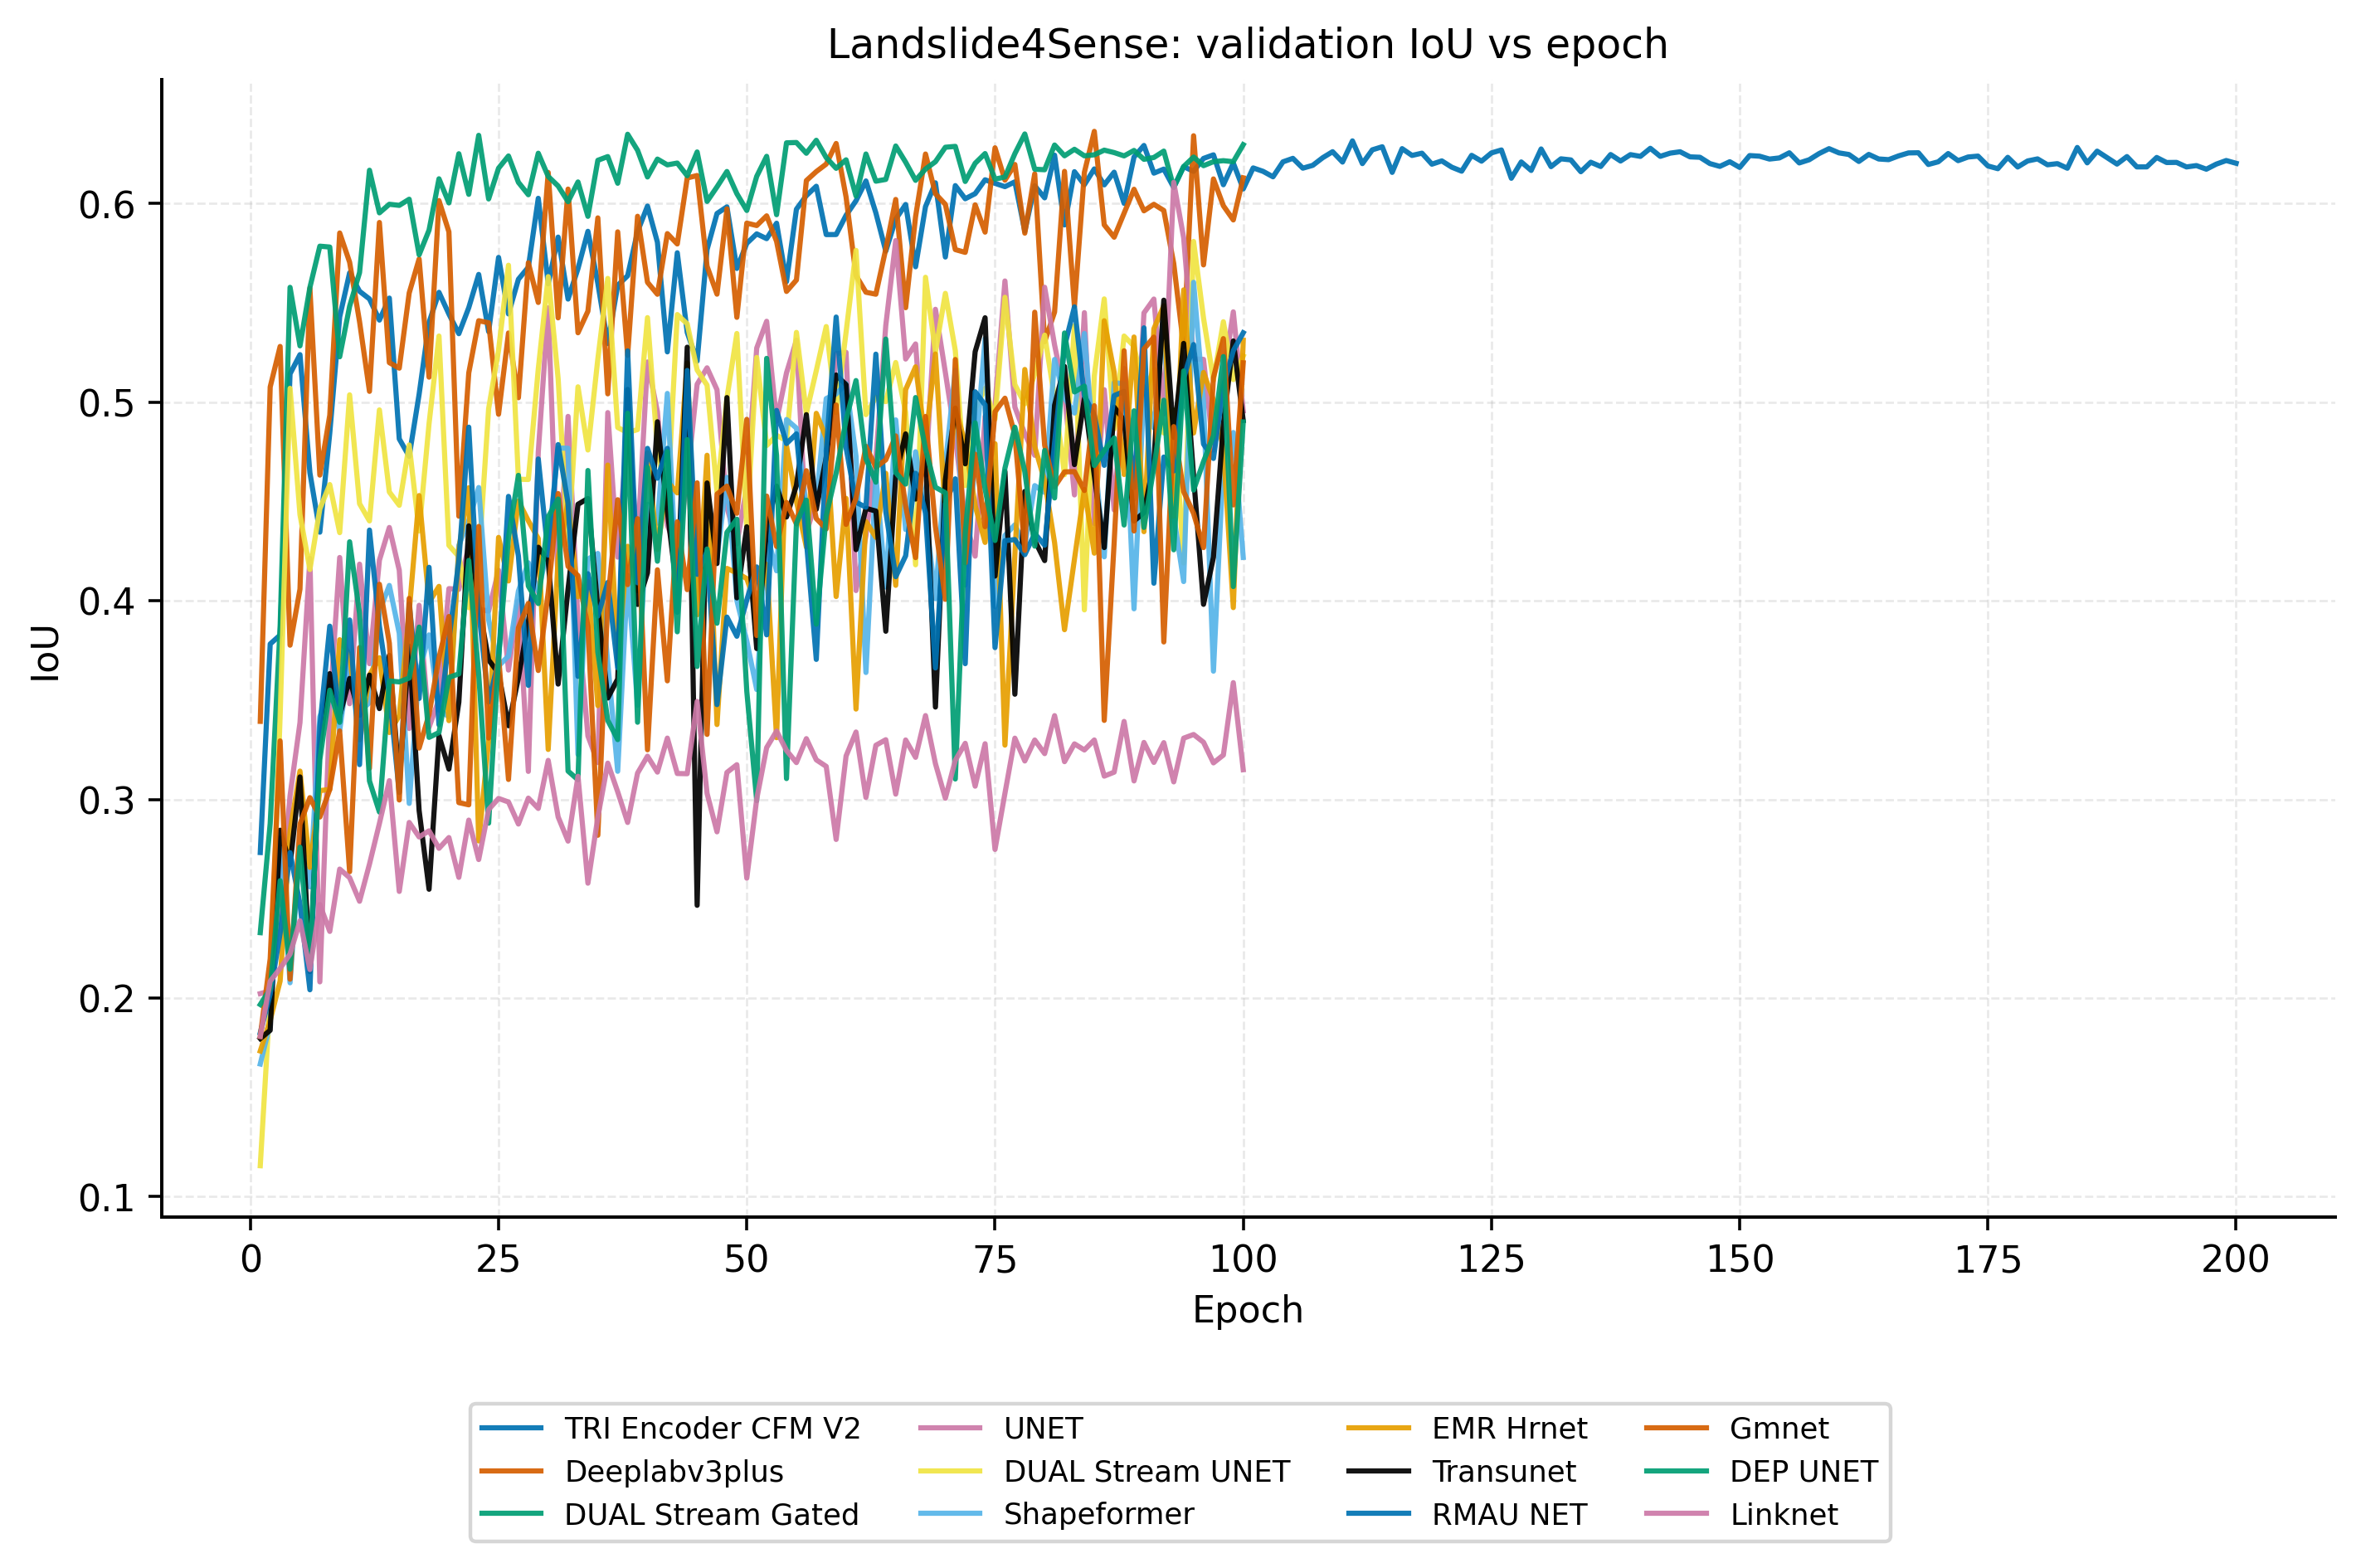 Landslide4Sense: validation IoU vs epoch
IoU
0.6
0.5
0.4
0.3
0.2
0.1
0 25 50 75 100 125 150 175 200
Epoch
TRI Encoder CFM V2 UNET EMR Hrnet Gmnet
Deeplabv3plus DUAL Stream UNET Transunet DEP UNET
DUAL Stream Gated Shapeformer RMAU NET Linknet